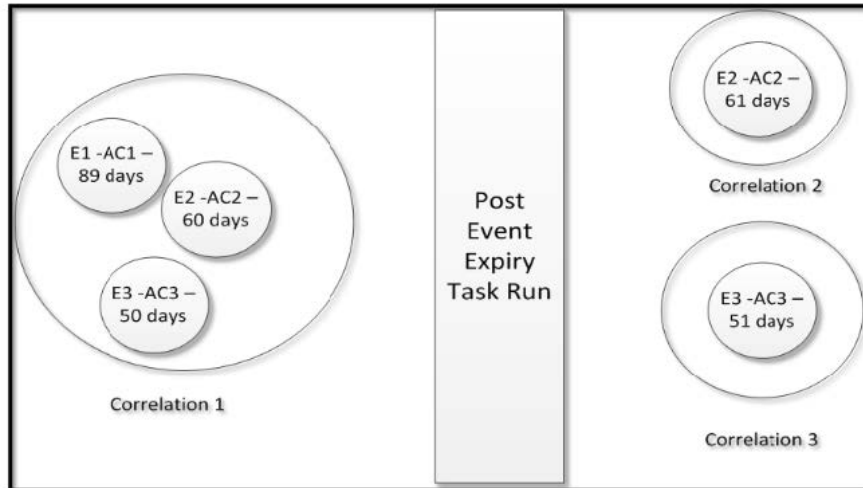 E1 -AC1 –
89 days
E2 -AC2 –
60 days
E3 -AC3 –
50 days
Correlation 1
Post
Event
Expiry
Task Run
E2 -AC2 –
61 days
Correlation 2
E3 -AC3 –
51 days
Correlation 3